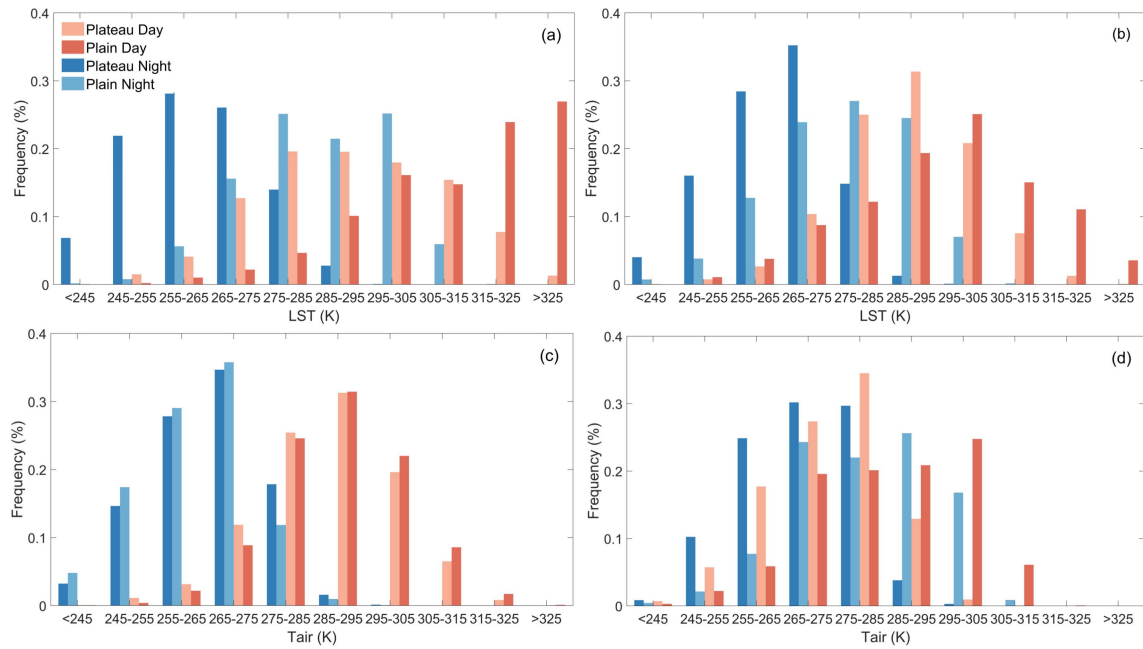 0.4
0.3
0.2
0.1
0
Frequency (%)
Plateau Day
Plain Day
Plateau Night
Plain Night
(a)
<245 245-255 255-265 265-275 275-285 285-295 295-305 305-315 315-325 >325
LST (K)
0.4
0.3
0.2
0.1
0
Frequency (%)
(b)
<245 245-255 255-265 265-275 275-285 285-295 295-305 305-315 315-325 >325
LST (K)
0.4
0.3
0.2
0.1
0
Frequency (%)
(c)
<245 245-255 255-265 265-275 275-285 285-295 295-305 305-315 315-325 >325
Tair (K)
0.4
0.3
0.2
0.1
0
Frequency (%)
(d)
<245 245-255 255-265 265-275 275-285 285-295 295-305 305-315 315-325 >325
Tair (K)